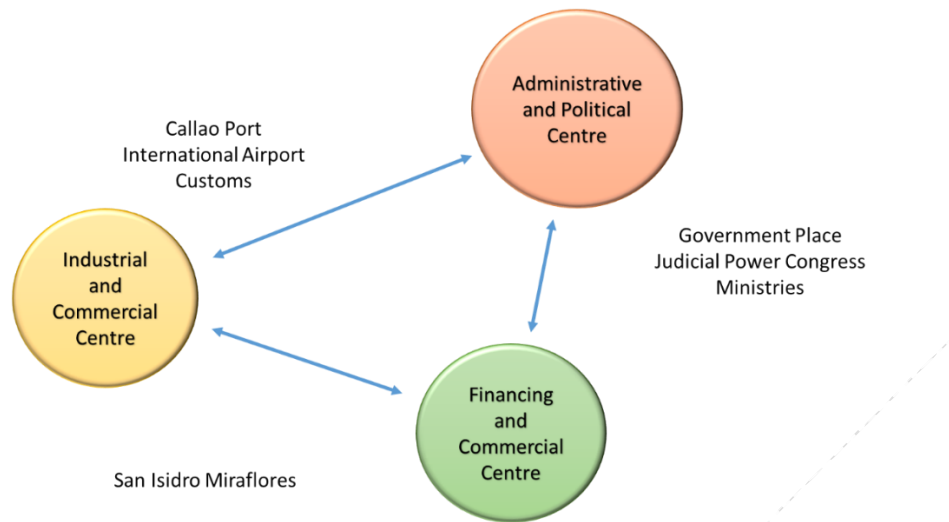 Administrative
and Political
Centre
Callao Port
International Airport
Customs
Industrial
and
Commercial
Centre
Government Place
Judicial Power Congress
Ministries
Financing
and
Commercial
Centre
San Isidro Miraflores